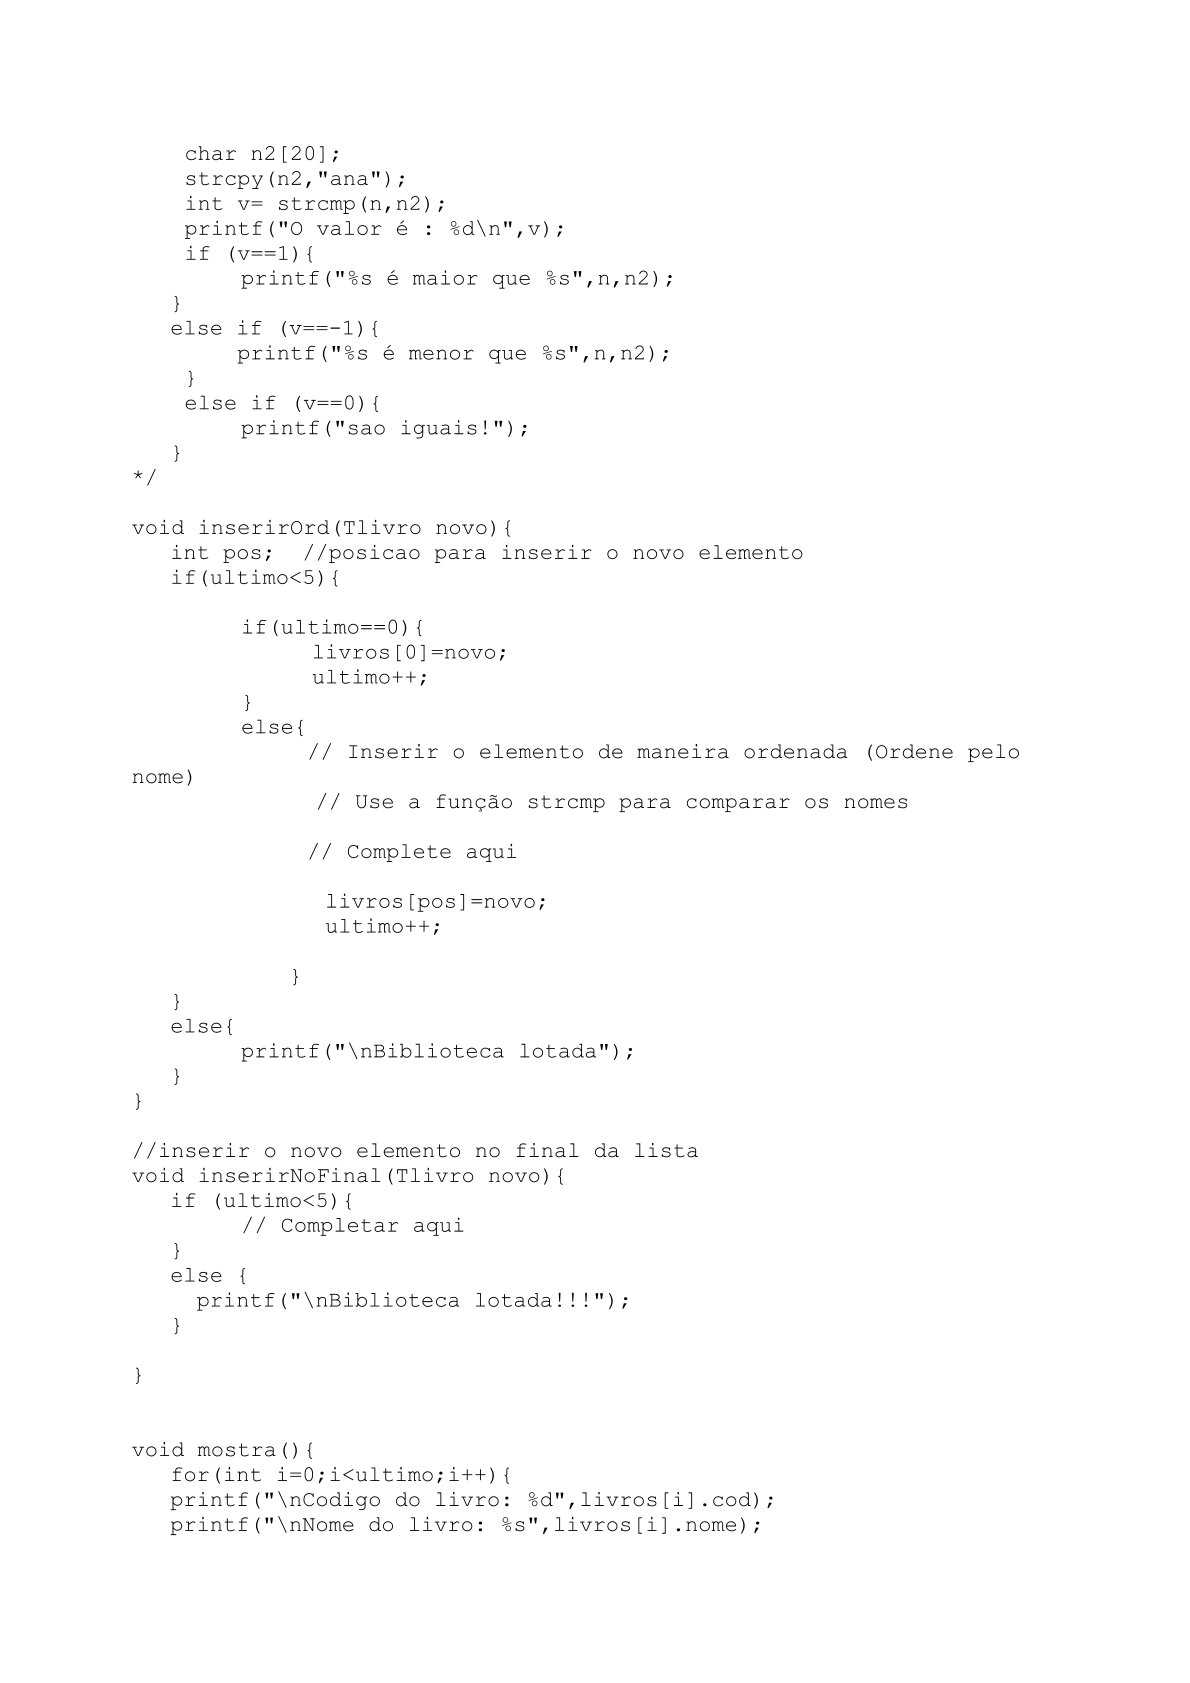 char n2[20];
strcpy(n2,"ana");
int v= strcmp(n,n2);
printf("O valor é : %d\n",v);
if (v==1){
printf("%s é maior que %s",n,n2);
}
else if (v==-1){
printf("%s é menor que %s",n,n2);
}
else if (v==0){
printf("sao iguais!");
}
*/
void inserirOrd(Tlivro novo){
int pos;  //posicao para inserir o novo elemento
if(ultimo<5){
if(ultimo==0){
livros[0]=novo;
ultimo++;
}
else{
// Inserir o elemento de maneira ordenada (Ordene pelo
nome)
// Use a função strcmp para comparar os nomes
// Complete aqui
livros[pos]=novo;
ultimo++;
}
}
else{
printf("\nBiblioteca lotada");
}
}
//inserir o novo elemento no final da lista
void inserirNoFinal(Tlivro novo){
if (ultimo<5){
// Completar aqui
}
else {
printf("\nBiblioteca lotada!!!");
}
}
void mostra(){
for(int i=0;i<ultimo;i++){
printf("\nCodigo do livro: %d",livros[i].cod);
printf("\nNome do livro: %s",livros[i].nome);